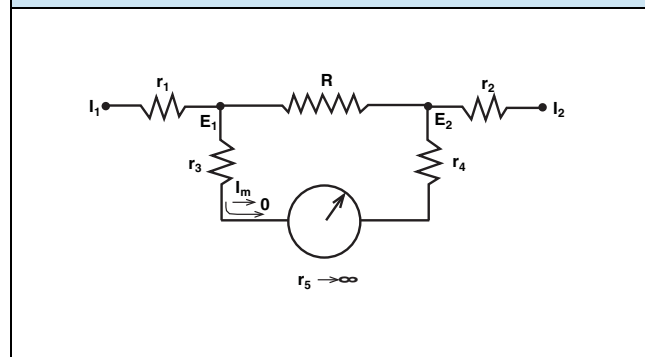 R
r₁
r₂
I₁
I₂
E₁
E₂
r₃
r₄
Iₘ
→ 0
r₅ → ∞